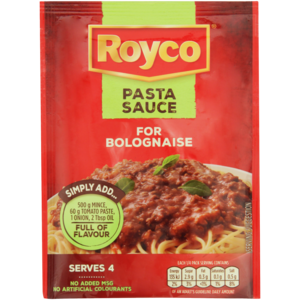 Royco
PASTA
SAUCE
FOR
BOLOGNAISE
SIMPLY ADD...
500 g MINCE,
60 g TOMATO PASTE,
1 ONION, 2 Tbsp OIL
FULL OF
FLAVOUR
SERVES 4
NO ADDED MSG
NO ARTIFICIAL COLOURANTS